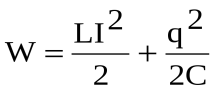 W = LI²/2 + q²/2C